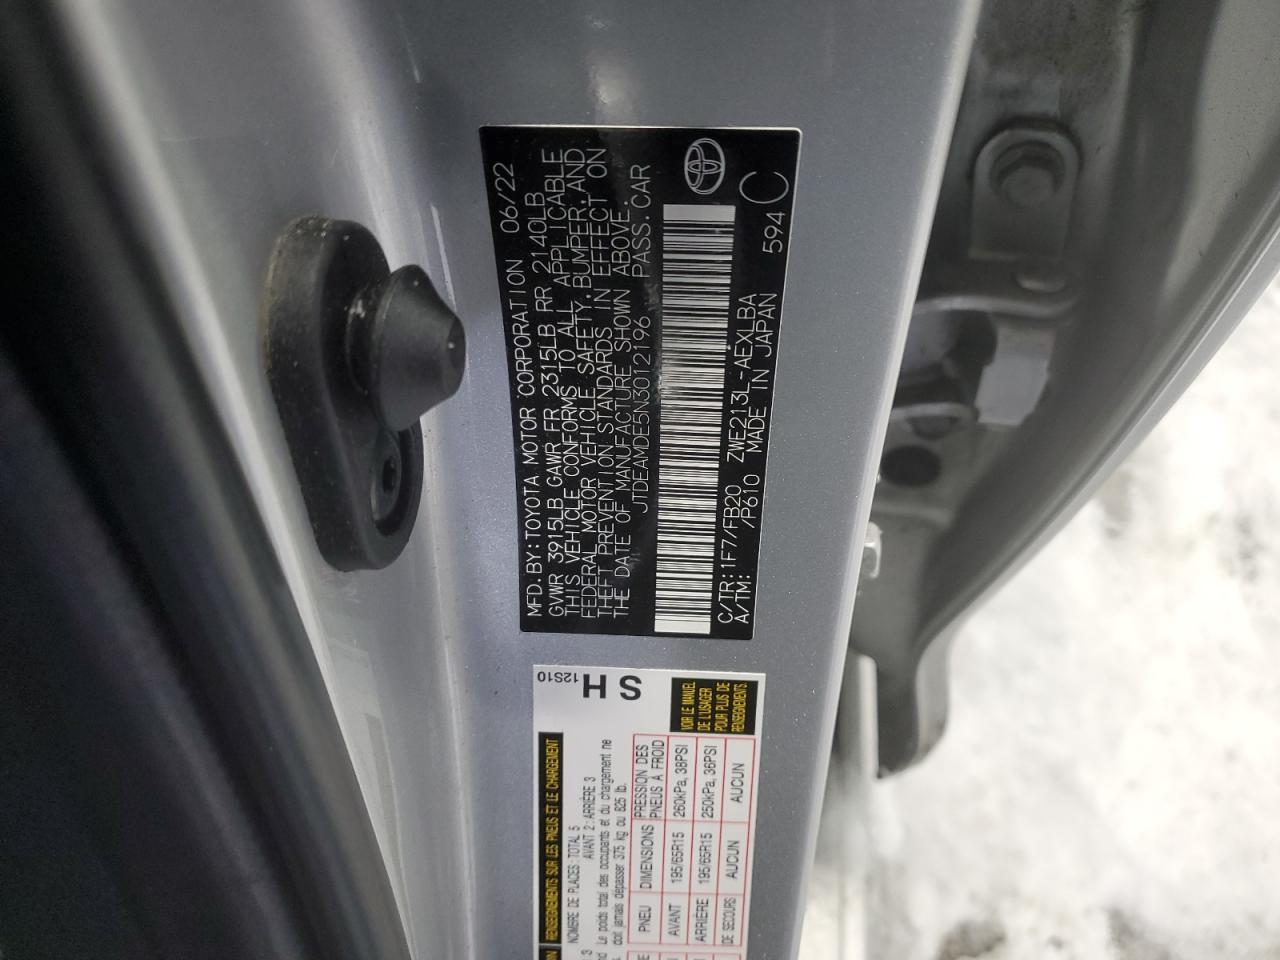 MFD.BY:TOYOTA MOTOR CORPORATION 06/22
GVWR 3915LB GAWR FR 2315LB RR 2140LB
THIS VEHICLE CONFORMS TO ALL APPLICABLE
FEDERAL MOTOR VEHICLE SAFETY,BUMPER,AND
THEFT PREVENTION STANDARDS IN EFFECT ON
THE DATE OF MANUFACTURE SHOWN ABOVE.
JTDEAMDE5N3012196 PASS.CAR
C/TR:1F7/FB20 ZWE213L-AEXLBA
A/TM: /P610 MADE IN JAPAN 594 C
SH
12S10
RENSEIGNEMENTS SUR LES PNEUS ET LE CHARGEMENT
NOMBRE DE PLACES:TOTAL 5
AVANT 2:ARRIÈRE 3
Le poids total des occupants et du chargement ne
doit jamais dépasser 375 kg ou 825 lb.
PNEU DIMENSIONS PRESSION DES PNEUS À FROID
AVANT 195/65R15 260kPa,38PSI
ARRIÈRE 195/65R15 250kPa,36PSI
DE SECOURS AUCUN AUCUN
VOIR LE MANUEL
DE L'USAGER
POUR PLUS DE
RENSEIGNEMENTS.